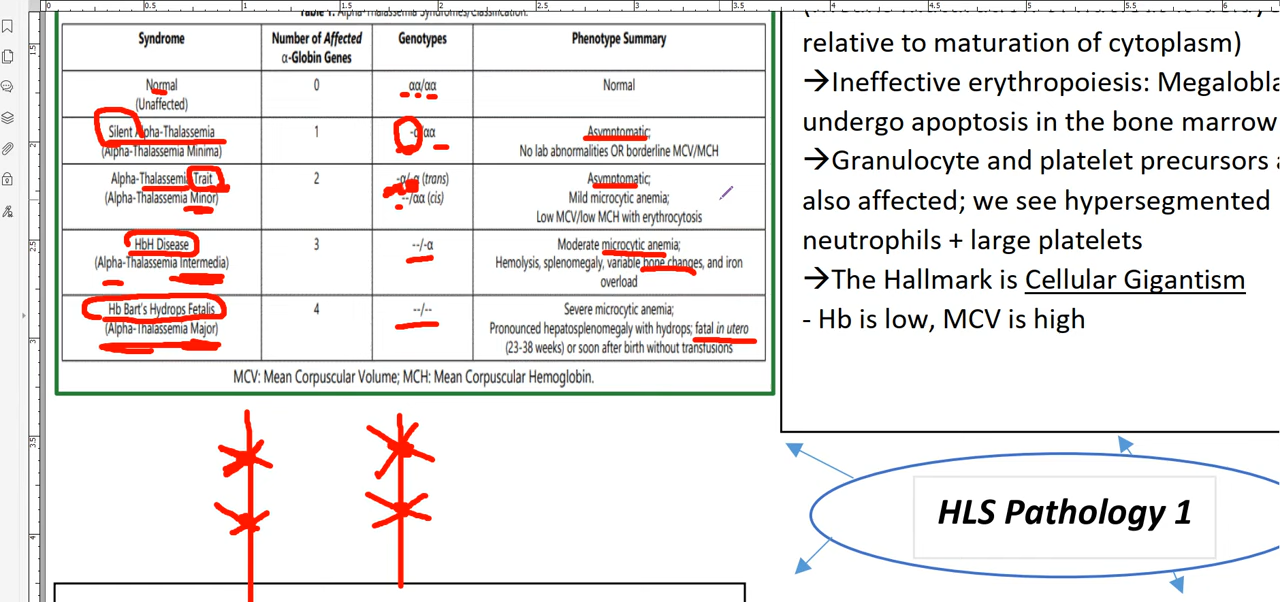 Table 1. Alpha-Thalassemia Syndromes/Classification.
Syndrome
Number of Affected
α-Globin Genes
Genotypes
Phenotype Summary
Normal
(Unaffected)
0
αα/αα
Normal
Silent Alpha-Thalassemia
(Alpha-Thalassemia Minima)
1
-α/αα
Asymptomatic;
No lab abnormalities OR borderline MCV/MCH
Alpha-Thalassemia Trait
(Alpha-Thalassemia Minor)
2
-α/-α (trans)
--/αα (cis)
Asymptomatic;
Mild microcytic anemia;
Low MCV/low MCH with erythrocytosis
HbH Disease
(Alpha-Thalassemia Intermedia)
3
--/-α
Moderate microcytic anemia;
Hemolysis, splenomegaly, variable bone changes, and iron
overload
Hb Bart's Hydrops Fetalis
(Alpha-Thalassemia Major)
4
--/--
Severe microcytic anemia;
Pronounced hepatosplenomegaly with hydrops; fatal in utero
(23-38 weeks) or soon after birth without transfusions
MCV: Mean Corpuscular Volume; MCH: Mean Corpuscular Hemoglobin.
relative to maturation of cytoplasm)
→Ineffective erythropoiesis: Megalobla
undergo apoptosis in the bone marrow
→Granulocyte and platelet precursors a
also affected; we see hypersegmented
neutrophils + large platelets
→The Hallmark is Cellular Gigantism
- Hb is low, MCV is high
HLS Pathology 1